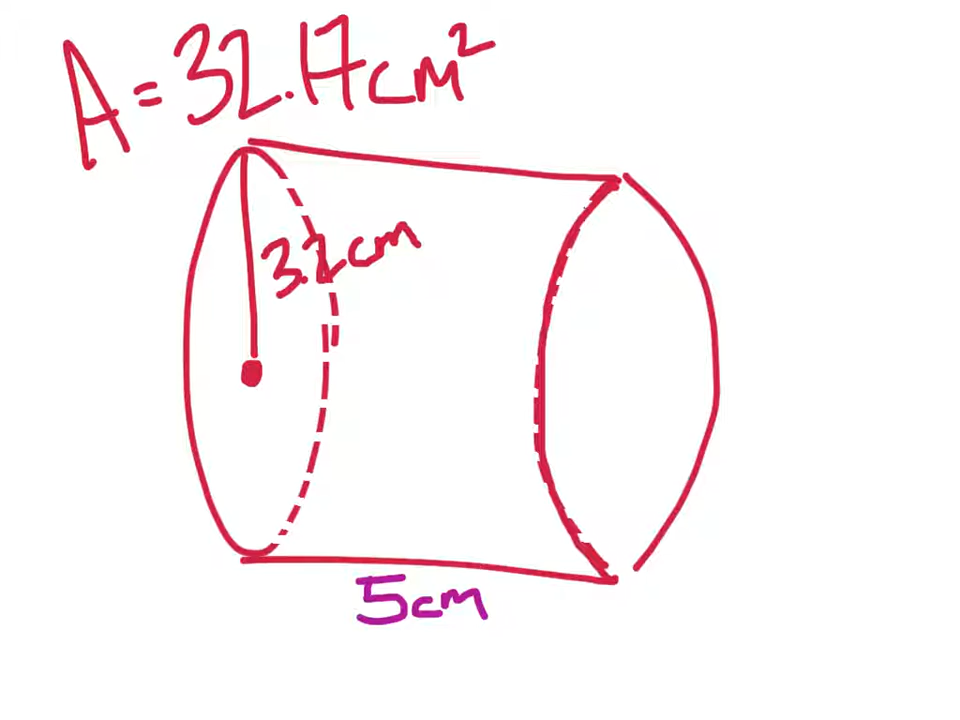 A = 32.17cm²
3.2cm
5cm